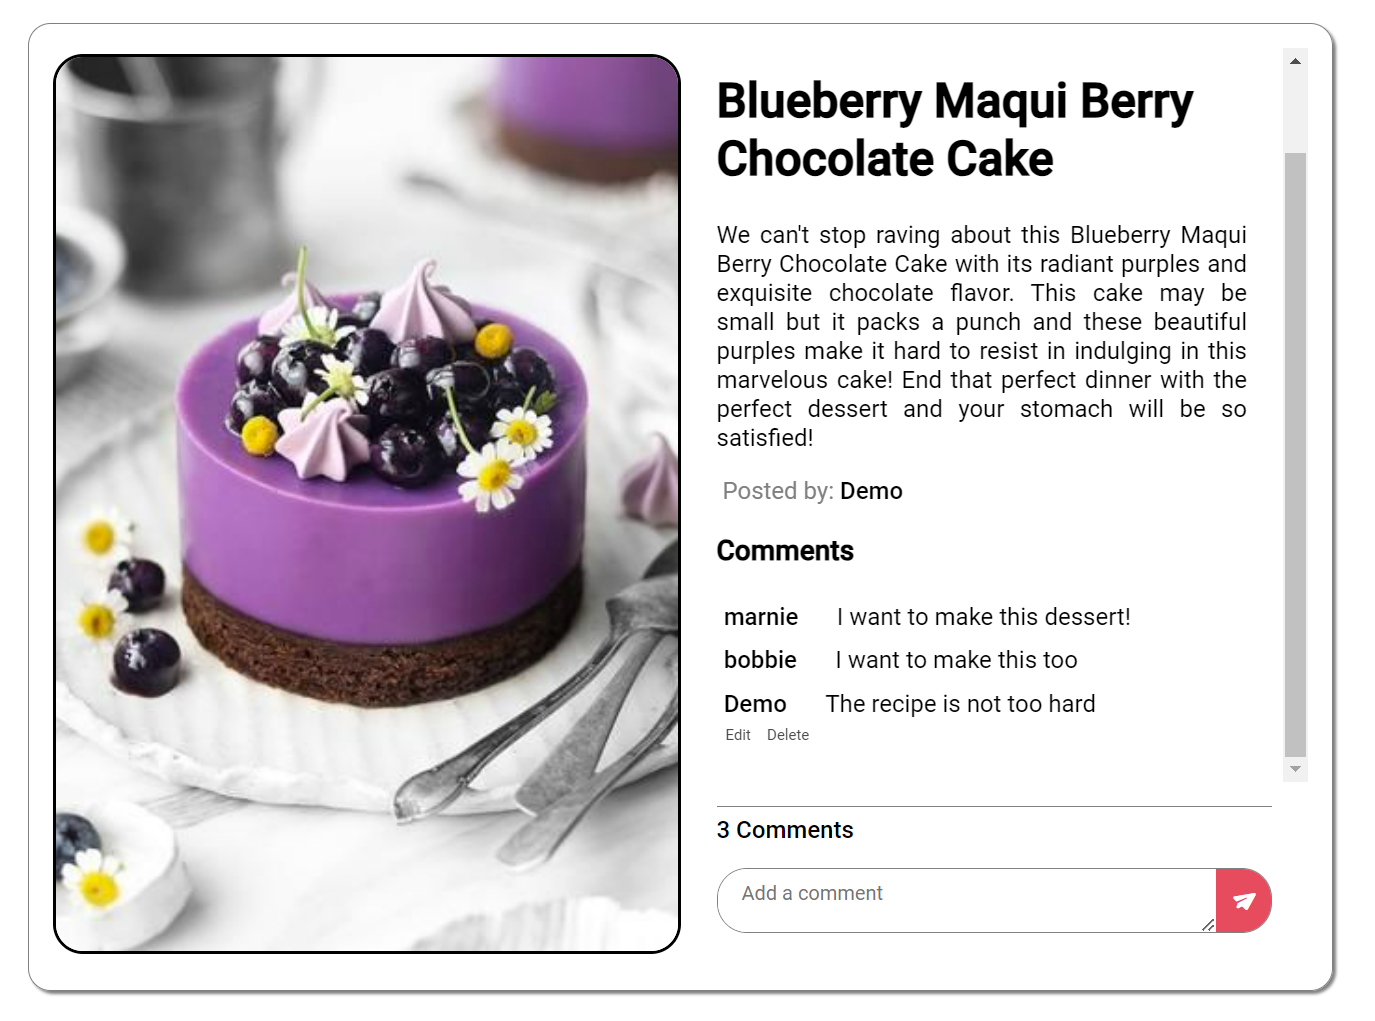 Blueberry Maqui Berry
Chocolate Cake
We can't stop raving about this Blueberry Maqui
Berry Chocolate Cake with its radiant purples and
exquisite chocolate flavor. This cake may be
small but it packs a punch and these beautiful
purples make it hard to resist in indulging in this
marvelous cake! End that perfect dinner with the
perfect dessert and your stomach will be so
satisfied!
Posted by: Demo
Comments
marnie I want to make this dessert!
bobbie I want to make this too
Demo The recipe is not too hard
Edit Delete
3 Comments
Add a comment